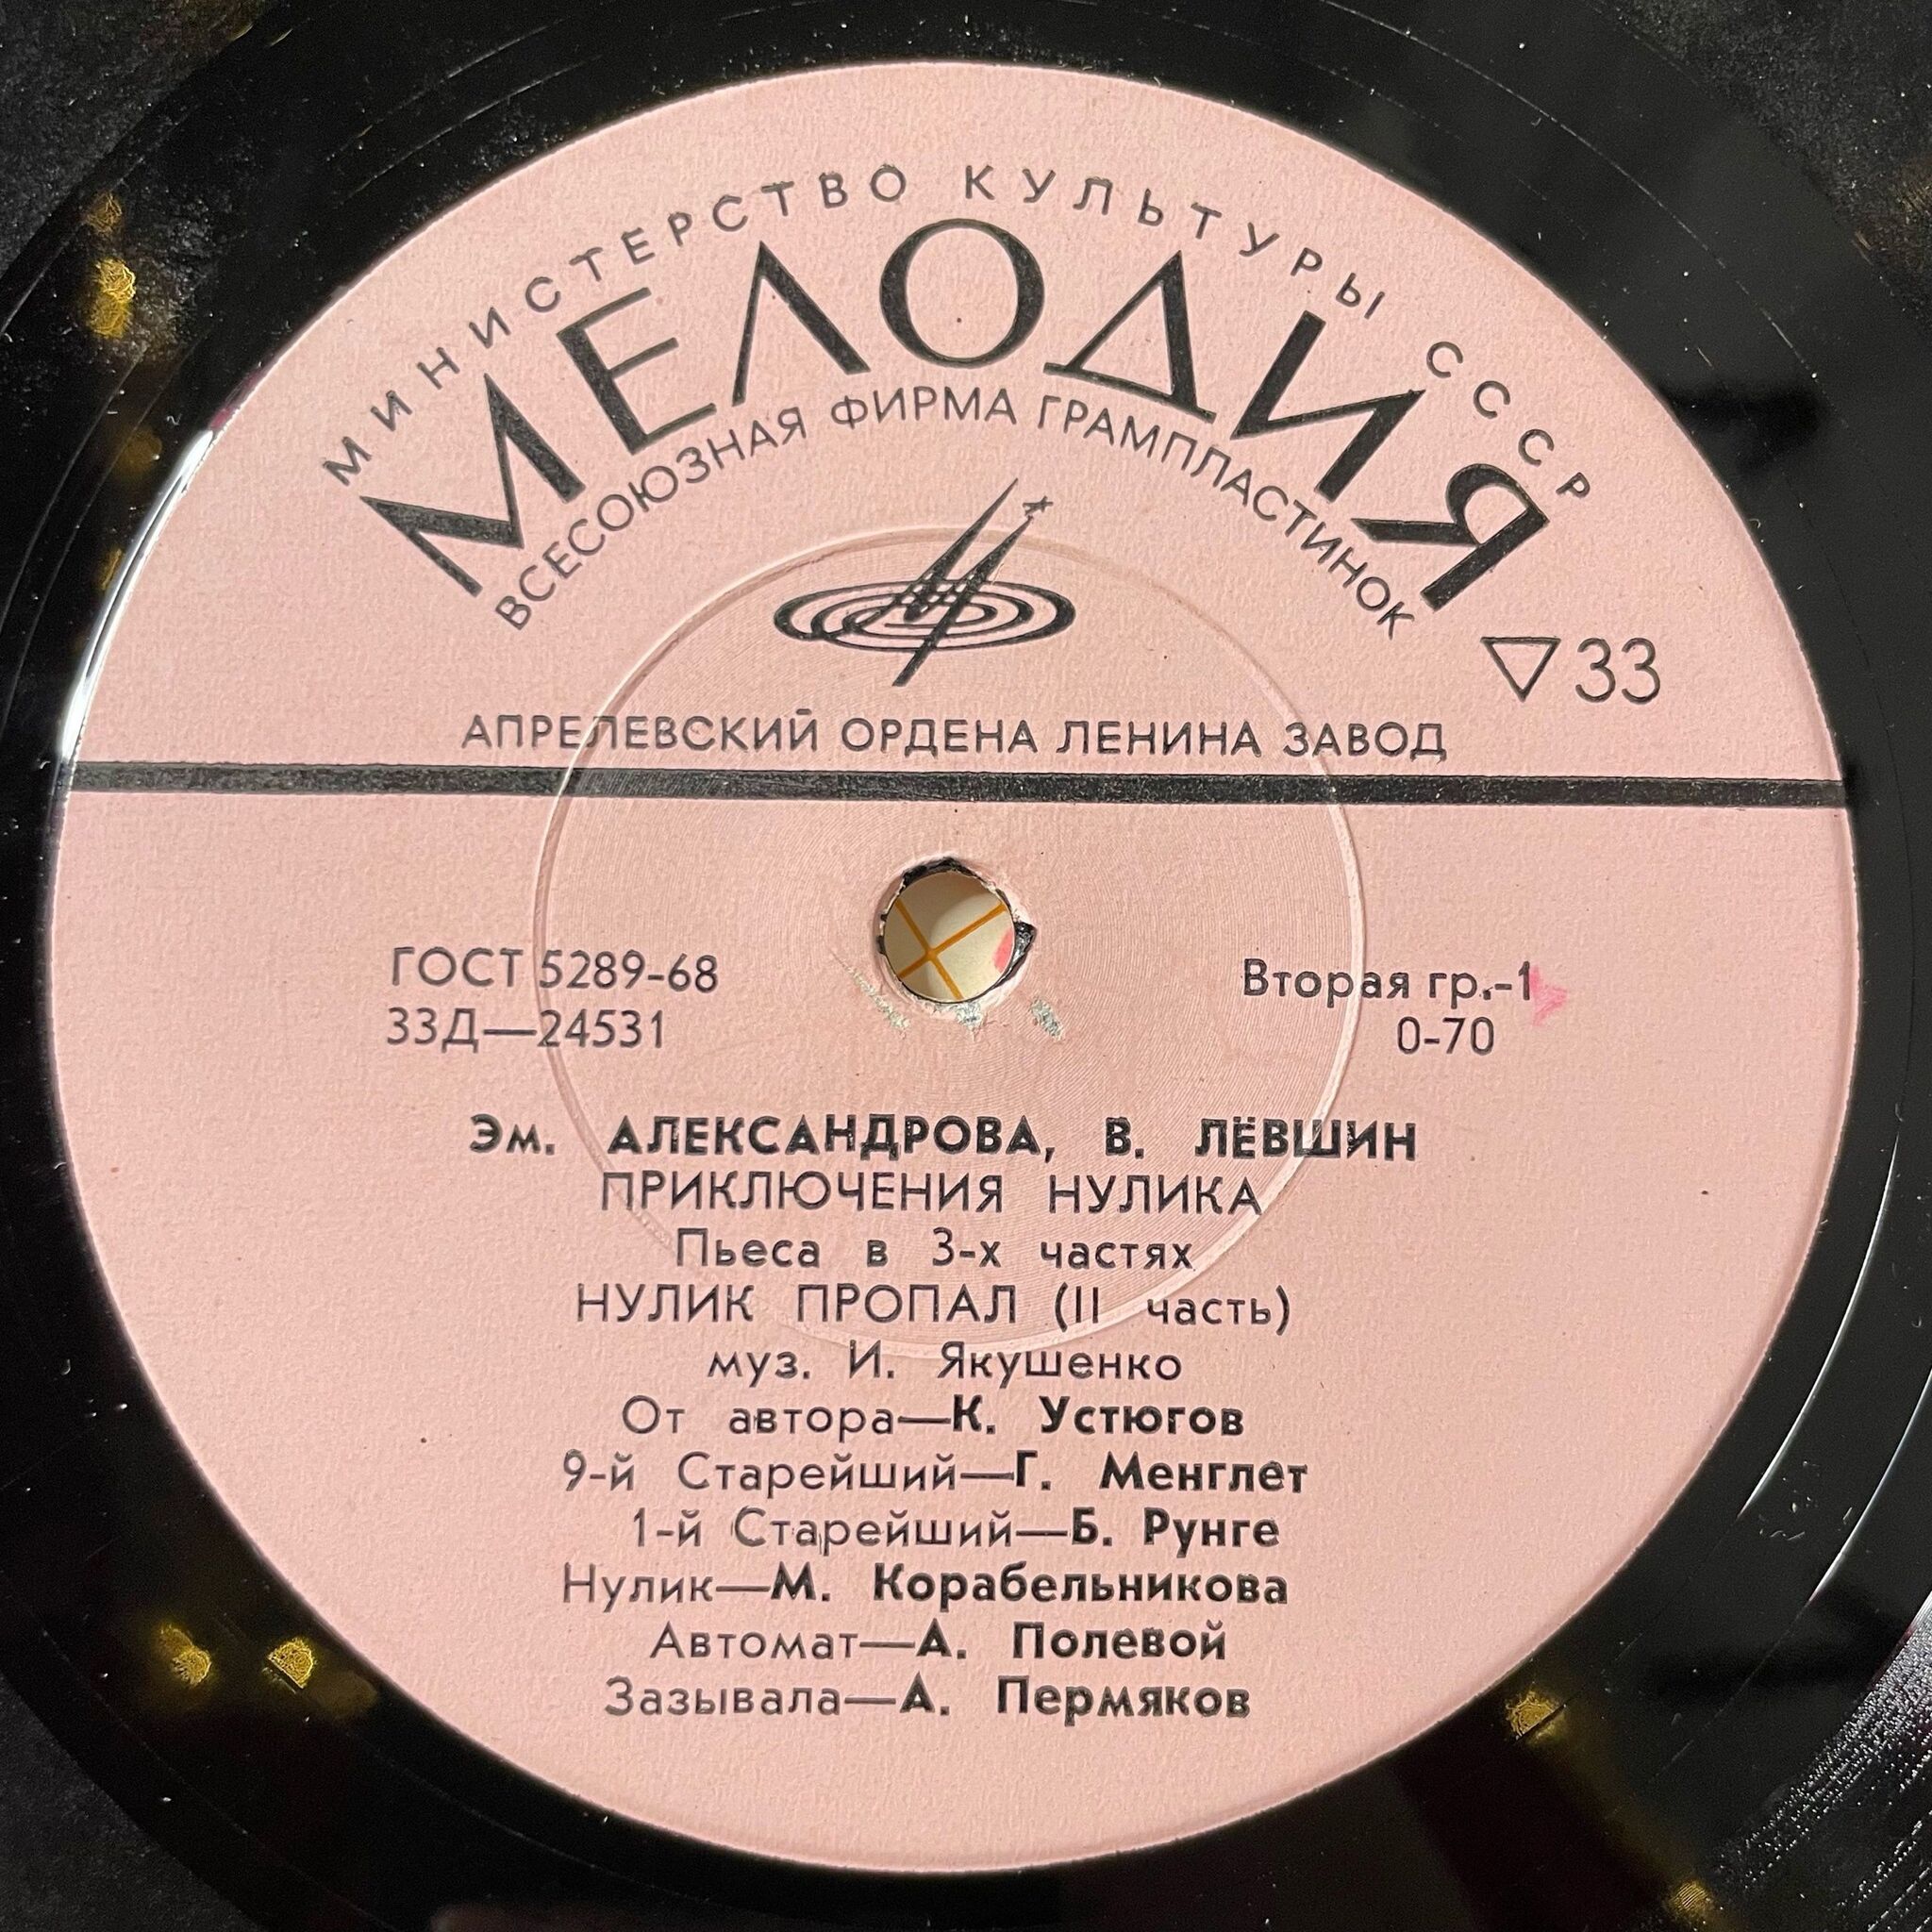 МИНИСТЕРСТВО КУЛЬТУРЫ СССР
МЕЛОДИЯ
ВСЕСОЮЗНАЯ ФИРМА ГРАМПЛАСТИНОК
33
АПРЕЛЕВСКИЙ ОРДЕНА ЛЕНИНА ЗАВОД
ГОСТ 5289-68 Вторая гр.-1
33Д—24531 0-70
Эм. АЛЕКСАНДРОВА, В. ЛЁВШИН
ПРИКЛЮЧЕНИЯ НУЛИКА
Пьеса в 3-х частях
НУЛИК ПРОПАЛ (II часть)
муз. И. Якушенко
От автора—К. Устюгов
9-й Старейший—Г. Менглет
1-й Старейший—Б. Рунге
Нулик—М. Корабельникова
Автомат—А. Полевой
Зазывала—А. Пермяков